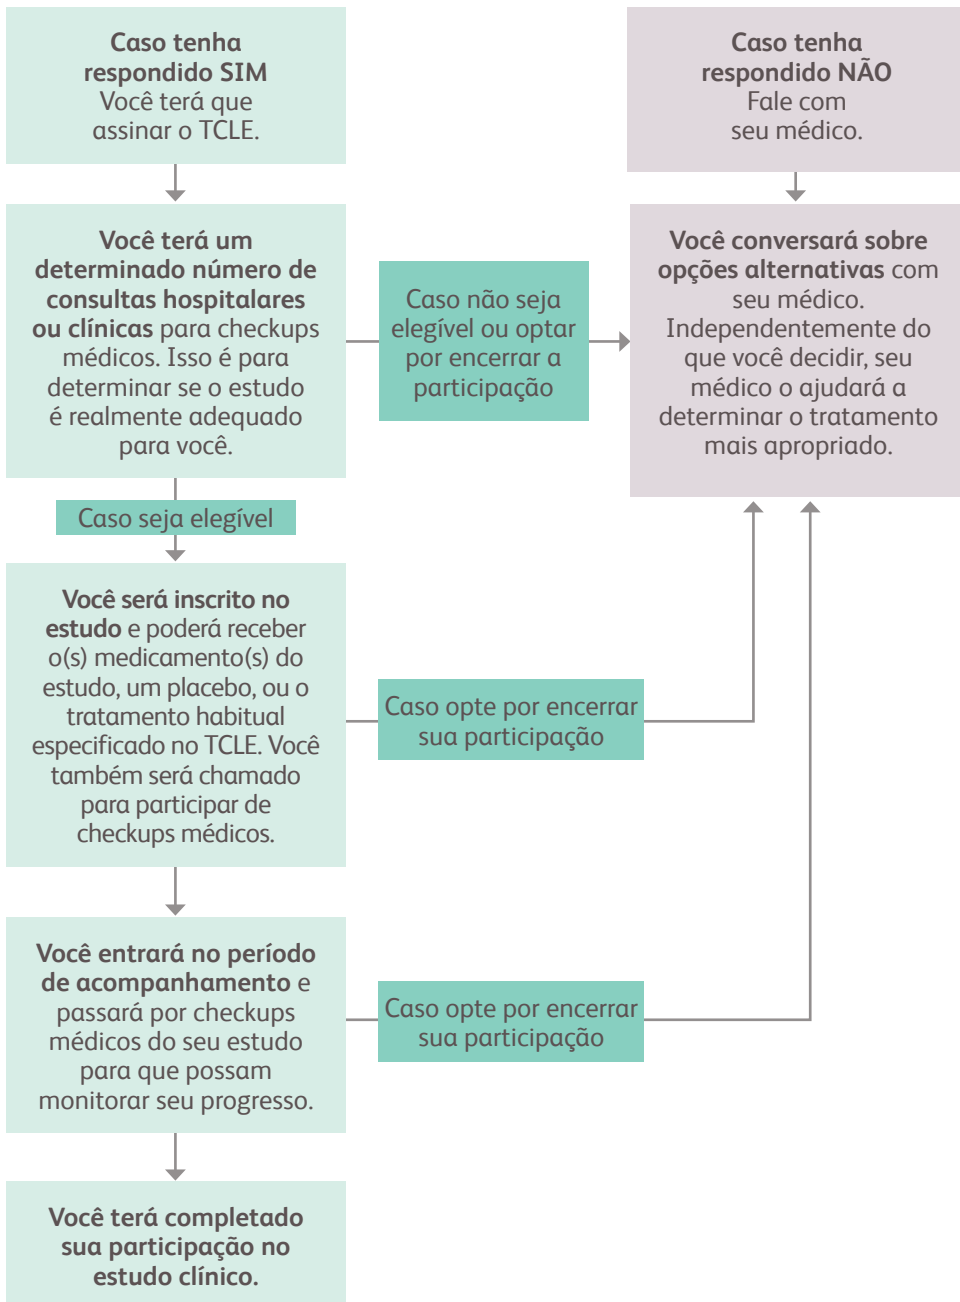 Caso tenha
respondido SIM
Você terá que
assinar o TCLE.
Caso tenha
respondido NÃO
Fale com
seu médico.
Você terá um
determinado número de
consultas hospitalares
ou clínicas para checkups
médicos. Isso é para
determinar se o estudo
é realmente adequado
para você.
Caso não seja
elegível ou optar
por encerrar a
participação
Você conversará sobre
opções alternativas com
seu médico.
Independentemente do
que você decidir, seu
médico o ajudará a
determinar o tratamento
mais apropriado.
Caso seja elegível
Você será inscrito no
estudo e poderá receber
o(s) medicamento(s) do
estudo, um placebo, ou o
tratamento habitual
especificado no TCLE. Você
também será chamado
para participar de
checkups médicos.
Caso opte por encerrar
sua participação
Você entrará no período
de acompanhamento e
passará por checkups
médicos do seu estudo
para que possam
monitorar seu progresso.
Caso opte por encerrar
sua participação
Você terá completado
sua participação no
estudo clínico.